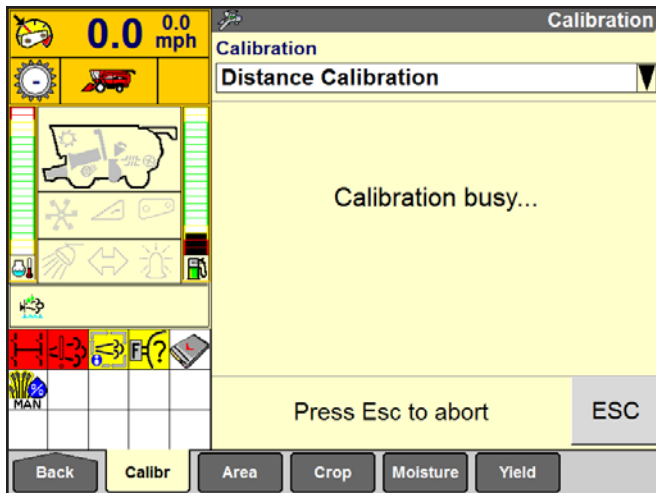 0.0
0.0
mph
Calibration
Calibration
Distance Calibration
Calibration busy...
F
?
L
MAN
%
Press Esc to abort
ESC
Back
Calibr
Area
Crop
Moisture
Yield